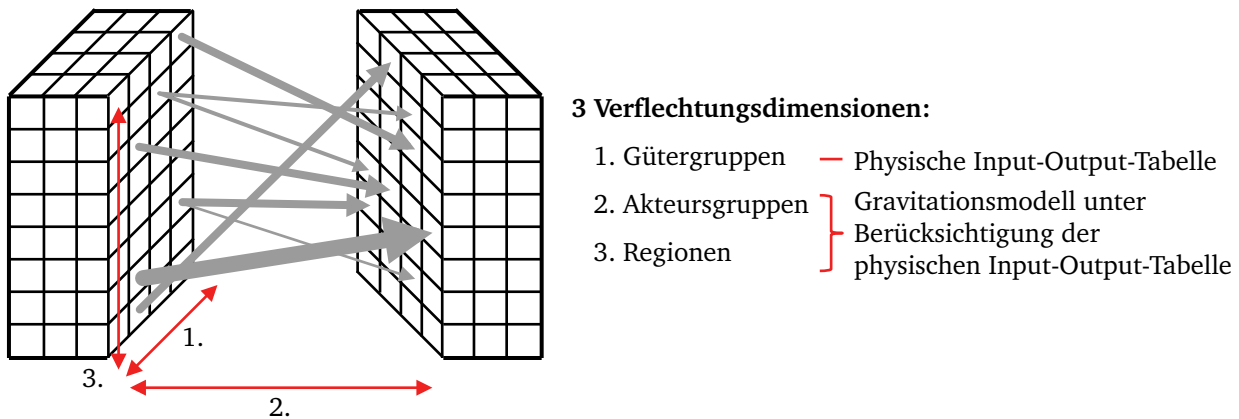 3 Verflechtungsdimensionen:
1. Gütergruppen – Physische Input-Output-Tabelle
2. Akteursgruppen Gravitationsmodell unter
Berücksichtigung der
3. Regionen
physischen Input-Output-Tabelle
1.
3.
2.